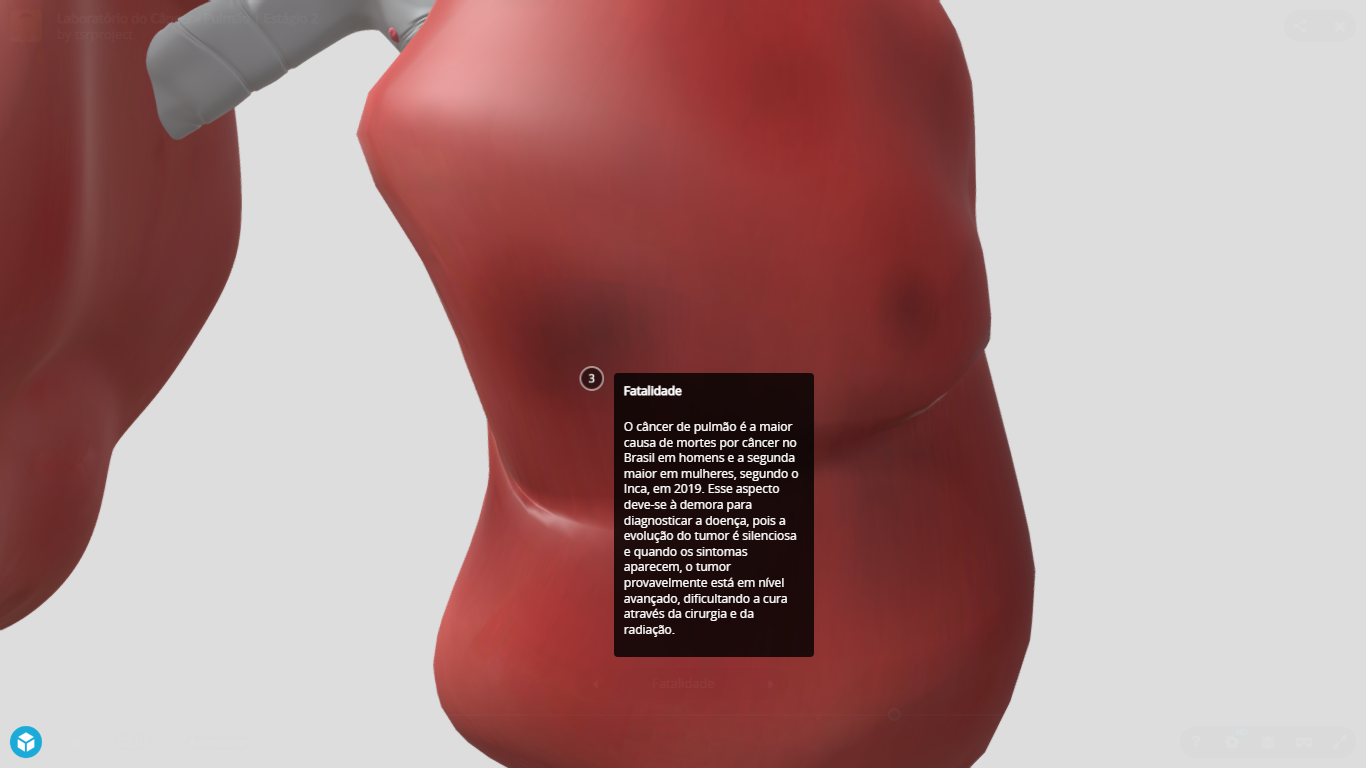 3
Fatalidade
O câncer de pulmão é a maior
causa de mortes por câncer no
Brasil em homens e a segunda
maior em mulheres, segundo o
Inca, em 2019. Esse aspecto
deve-se à demora para
diagnosticar a doença, pois a
evolução do tumor é silenciosa
e quando os sintomas
aparecem, o tumor
provavelmente está em nível
avançado, dificultando a cura
através da cirurgia e da
radiação.
Fatalidade